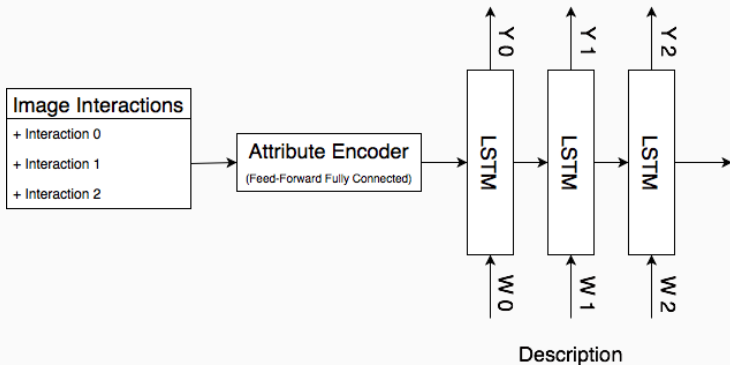 Image Interactions
+ Interaction 0
+ Interaction 1
+ Interaction 2
Attribute Encoder
(Feed-Forward Fully Connected)
Y 0
Y 1
Y 2
LSTM
LSTM
LSTM
W 0
W 1
W 2
Description